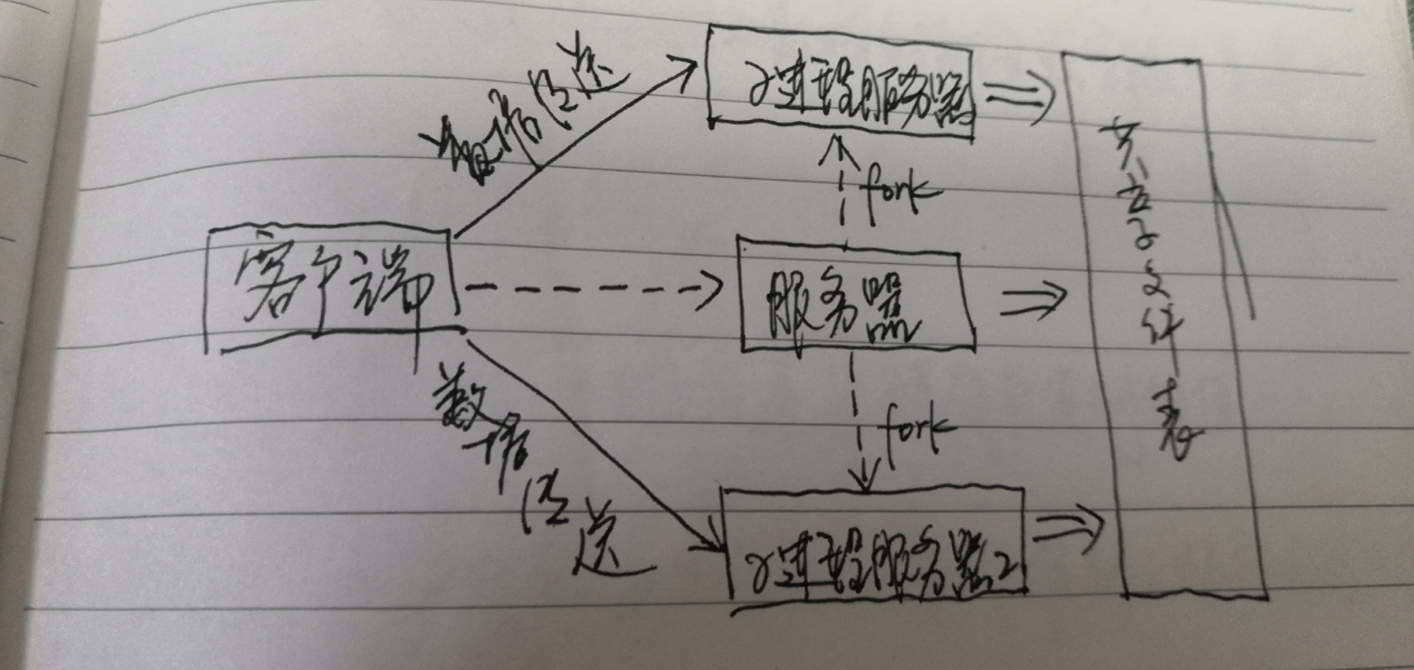 数据传送
子进程服务器
fork
客户端
服务器
fork
数据传送
子进程服务器2
共享文件表